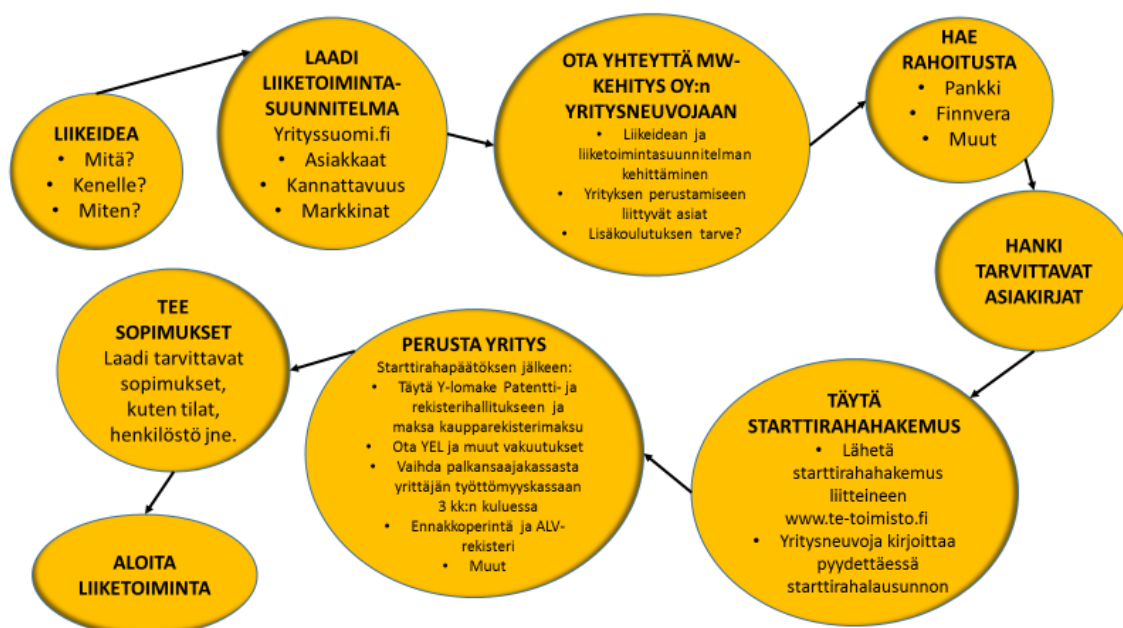 LIIKEIDEA
• Mitä?
• Kenelle?
• Miten?
LAADI
LIIKETOIMINTA-
SUUNNITELMA
Yrityssuomi.fi
• Asiakkaat
• Kannattavuus
• Markkinat
OTA YHTEYTTÄ MW-
KEHITYS OY:n
YRITYSNEUVOJAAN
• Liikeidean ja
liiketoimintasuunnitelman
kehittäminen
• Yrityksen perustamiseen
liittyvät asiat
• Lisäkoulutuksen tarve?
HAE
RAHOITUSTA
• Pankki
• Finnvera
• Muut
HANKI
TARVITTAVAT
ASIAKIRJAT
TÄYTÄ
STARTTIRAHAHAKEMUS
• Lähetä
starttirahahakemus
liitteineen
www.te-toimisto.fi
• Yritysneuvoja kirjoittaa
pyydettäessä
starttirahalausunnon
PERUSTA YRITYS
Starttirahapäätöksen jälkeen:
• Täytä Y-lomake Patentti- ja
rekisterihallitukseen ja
maksa kaupparekisterimaksu
• Ota YEL ja muut vakuutukset
• Vaihda palkansaajakassasta
yrittäjän työttömyyskassaan
3 kk:n kuluessa
• Ennakkoperintä ja ALV-
rekisteri
• Muut
TEE
SOPIMUKSET
Laadi tarvittavat
sopimukset,
kuten tilat,
henkilöstö jne.
ALOITA
LIIKETOIMINTA